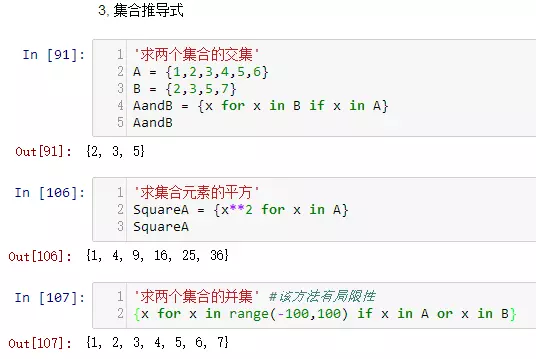 3, 集合推导式
In [91]:
1 '求两个集合的交集'
2 A = {1,2,3,4,5,6}
3 B = {2,3,5,7}
4 AandB = {x for x in B if x in A}
5 AandB
Out[91]: {2, 3, 5}
In [106]:
1 '求集合元素的平方'
2 SquareA = {x**2 for x in A}
3 SquareA
Out[106]: {1, 4, 9, 16, 25, 36}
In [107]:
1 '求两个集合的并集' #该方法有局限性
2 {x for x in range(-100,100) if x in A or x in B}
Out[107]: {1, 2, 3, 4, 5, 6, 7}